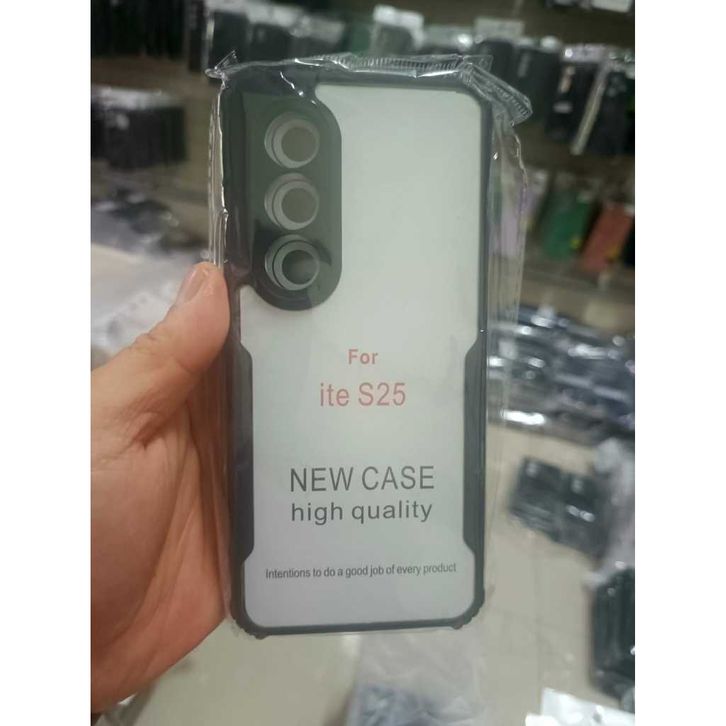 For
ite S25
NEW CASE
high quality
Intentions to do a good job of every product